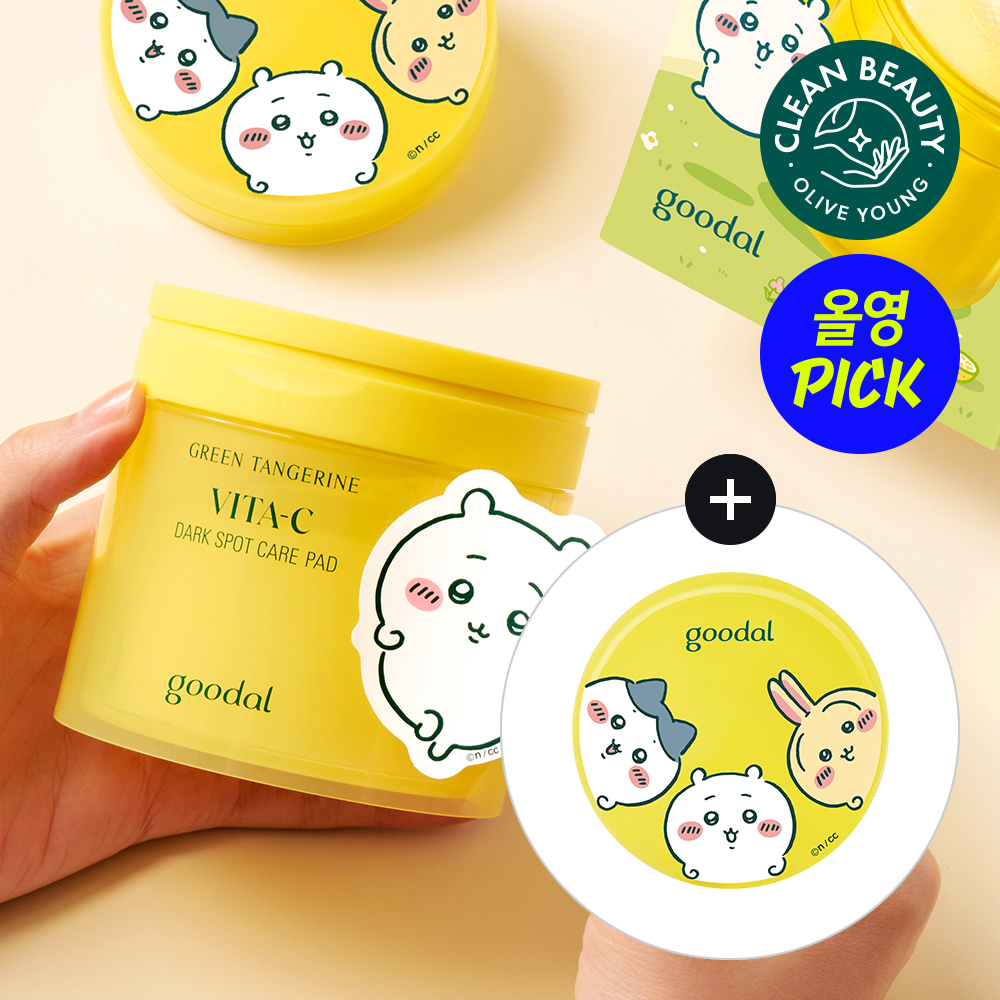 ©n/cc
goodal
CLEAN BEAUTY
· OLIVE YOUNG ·
올영
PICK
GREEN TANGERINE
VITA-C
DARK SPOT CARE PAD
goodal
©n/cc
+
goodal
©n/cc